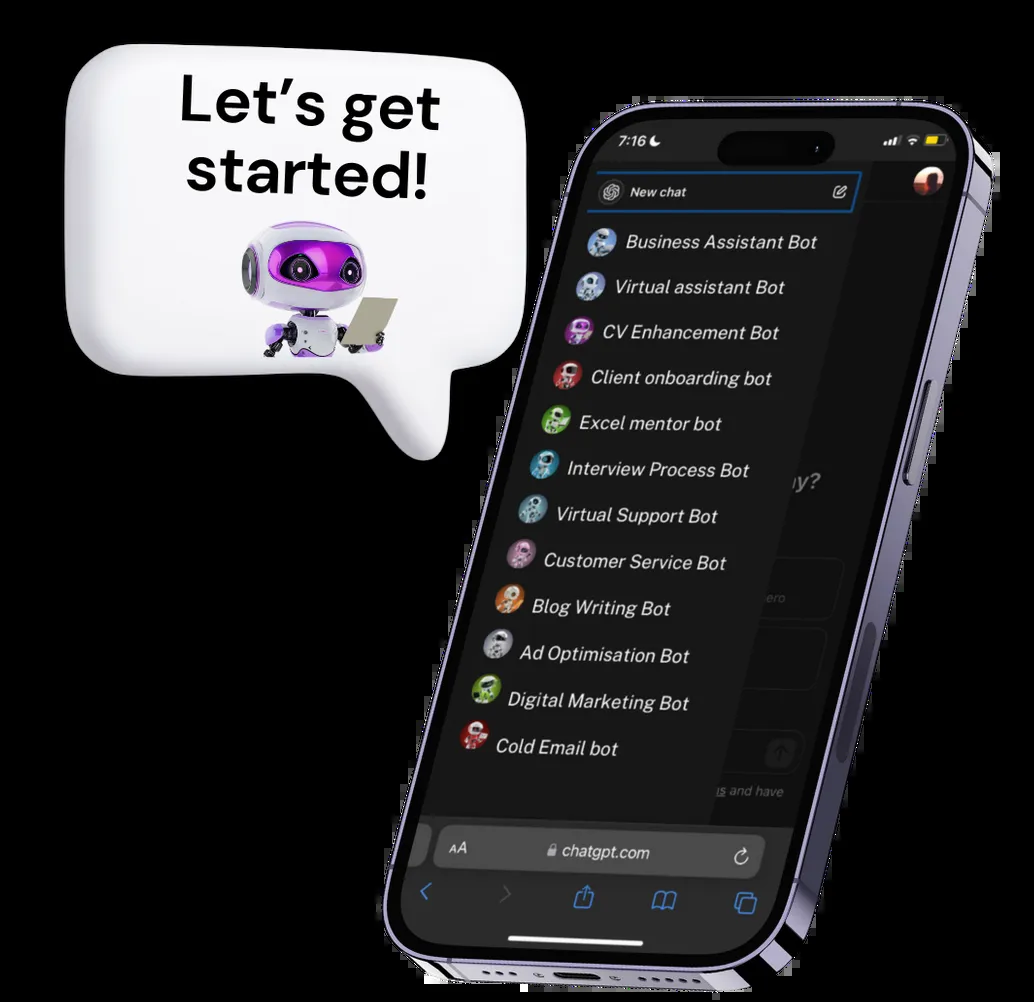 Let's get
started!
7:16
New chat
Business Assistant Bot
Virtual assistant Bot
CV Enhancement Bot
Client onboarding bot
Excel mentor bot
Interview Process Bot
Virtual Support Bot
Customer Service Bot
Blog Writing Bot
Ad Optimisation Bot
Digital Marketing Bot
Cold Email bot
and have
AA
chatgpt.com